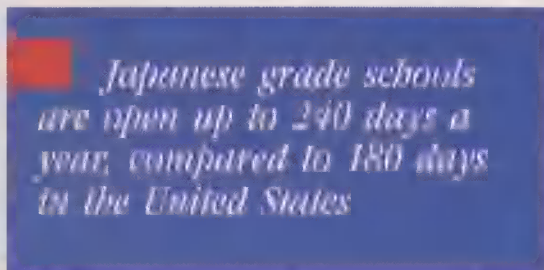 Japanese grade schools
are open up to 240 days a
year, compared to 180 days
in the United States